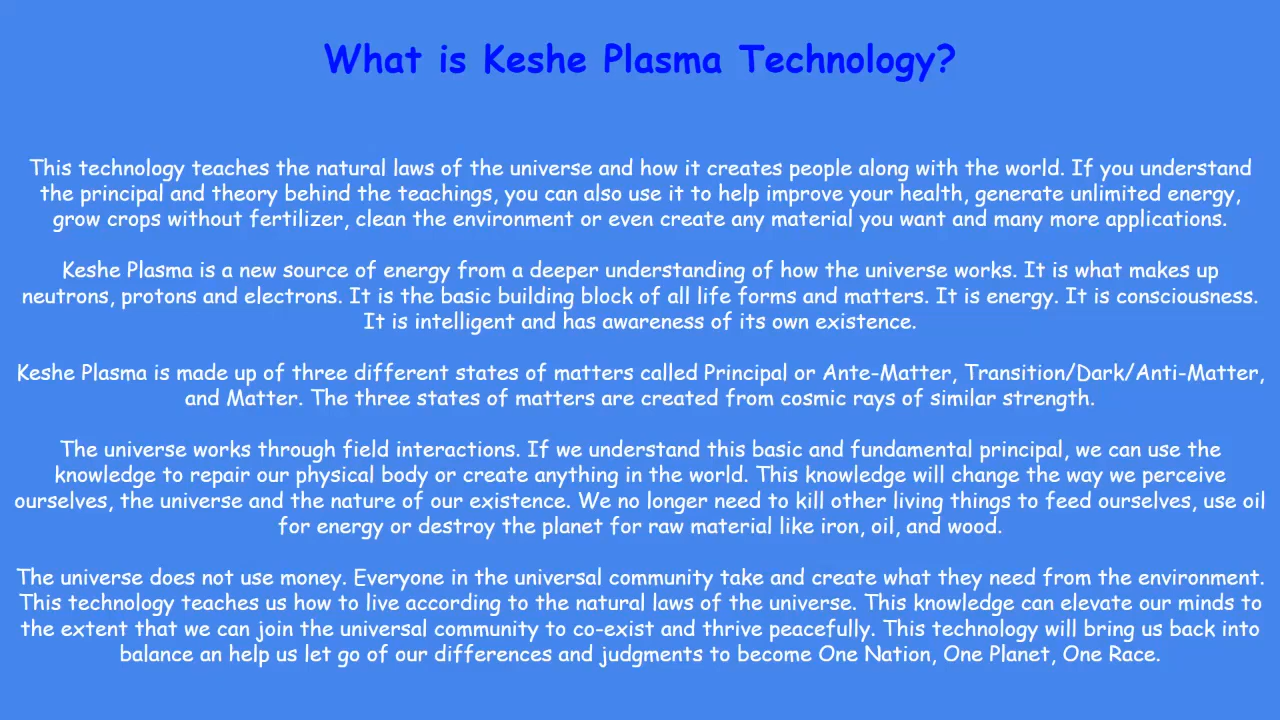 What is Keshe Plasma Technology?
This technology teaches the natural laws of the universe and how it creates people along with the world. If you understand
the principal and theory behind the teachings, you can also use it to help improve your health, generate unlimited energy,
grow crops without fertilizer, clean the environment or even create any material you want and many more applications.
Keshe Plasma is a new source of energy from a deeper understanding of how the universe works. It is what makes up
neutrons, protons and electrons. It is the basic building block of all life forms and matters. It is energy. It is consciousness.
It is intelligent and has awareness of its own existence.
Keshe Plasma is made up of three different states of matters called Principal or Ante-Matter, Transition/Dark/Anti-Matter,
and Matter. The three states of matters are created from cosmic rays of similar strength.
The universe works through field interactions. If we understand this basic and fundamental principal, we can use the
knowledge to repair our physical body or create anything in the world. This knowledge will change the way we perceive
ourselves, the universe and the nature of our existence. We no longer need to kill other living things to feed ourselves, use oil
for energy or destroy the planet for raw material like iron, oil, and wood.
The universe does not use money. Everyone in the universal community take and create what they need from the environment.
This technology teaches us how to live according to the natural laws of the universe. This knowledge can elevate our minds to
the extent that we can join the universal community to co-exist and thrive peacefully. This technology will bring us back into
balance an help us let go of our differences and judgments to become One Nation, One Planet, One Race.